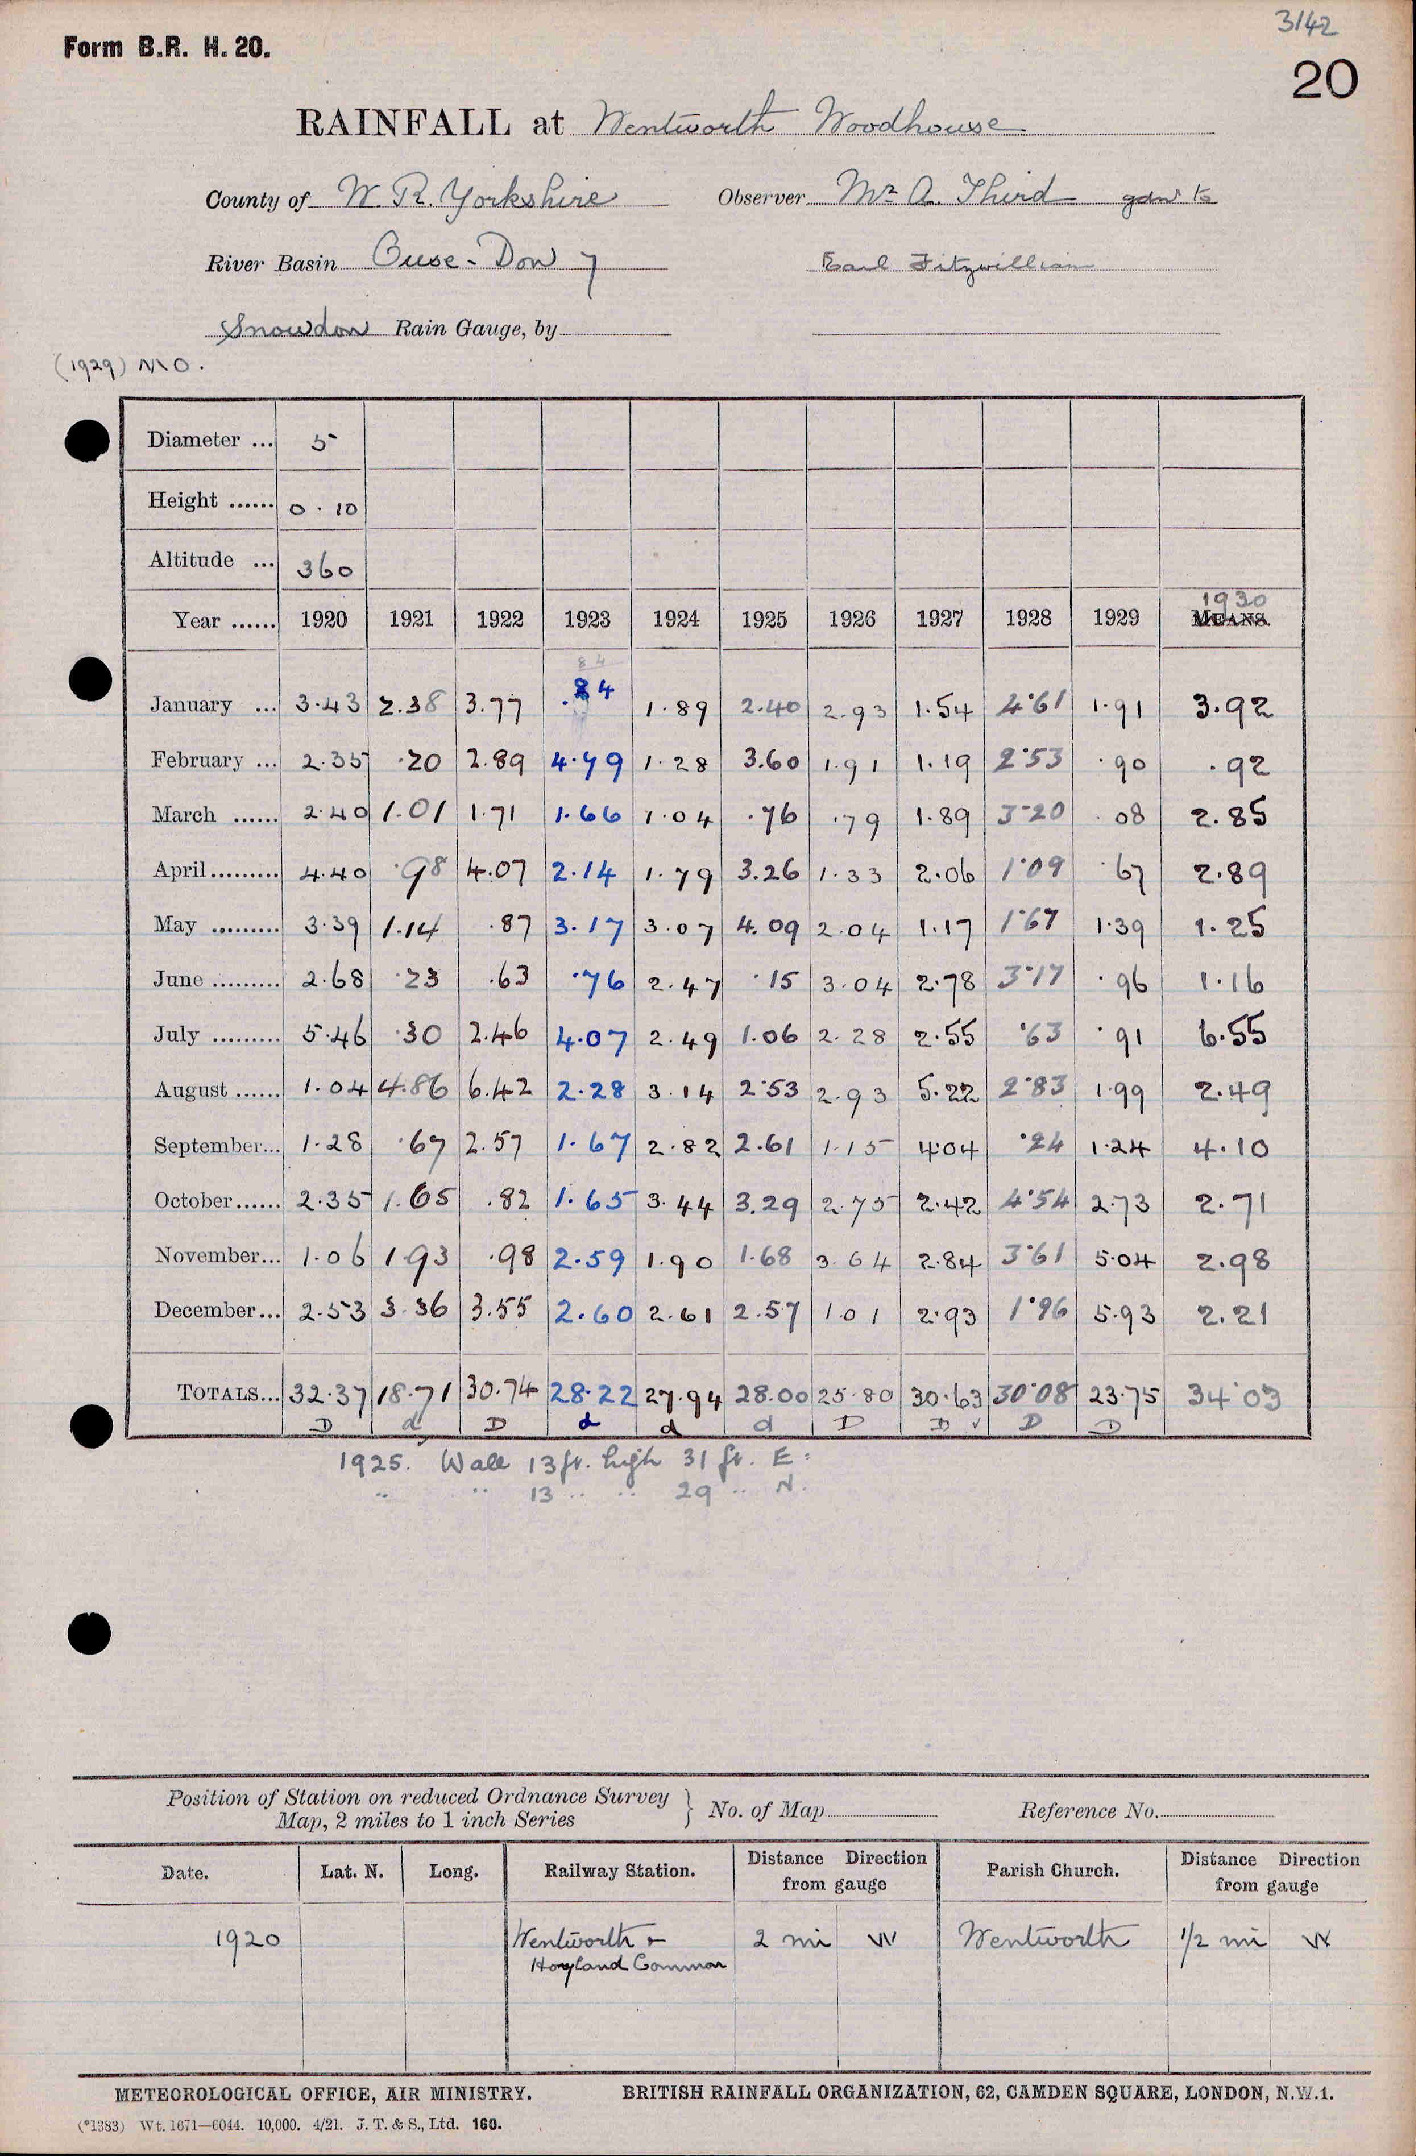 3142
Form B.R. H. 20.
20
RAINFALL at Wentworth Woodhouse
County of W. R. Yorkshire Observer Mr A. Third gdnr to
River Basin Ouse - Don 7 Earl Fitzwilliam
Snowdon Rain Gauge, by
(1929) M O.
Diameter ... 5
Height ...... 0 . 10
Altitude ... 360
1930
Year ...... 1920 1921 1922 1923 1924 1925 1926 1927 1928 1929 MEANS.
84
January ... 3.43 2.38 3.77 .84 1.89 2.40 2.93 1.54 4.61 1.91 3.92
February ... 2.35 .20 2.89 4.79 1.28 3.60 1.91 1.19 2.53 .90 .92
March ...... 2.40 1.01 1.71 1.66 1.04 .76 .79 1.89 3.20 .08 2.85
April ......... 4.40 .98 4.07 2.14 1.79 3.26 1.33 2.06 1.09 .67 2.89
May ......... 3.39 1.14 .87 3.17 3.07 4.09 2.04 1.17 1.67 1.39 1.25
June ......... 2.68 .23 .63 .76 2.47 .15 3.04 2.78 3.17 .96 1.16
July ......... 5.46 .30 2.46 4.07 2.49 1.06 2.28 2.55 .63 .91 6.55
August ...... 1.04 4.86 6.42 2.28 3.14 2.53 2.93 5.22 2.83 1.99 2.49
September... 1.28 .67 2.57 1.67 2.82 2.61 1.15 4.04 .24 1.24 4.10
October...... 2.35 1.65 .82 1.65 3.44 3.29 2.75 2.42 4.54 2.73 2.71
November... 1.06 1.93 .98 2.59 1.90 1.68 3.64 2.84 3.61 5.04 2.98
December... 2.53 3.36 3.55 2.60 2.61 2.57 1.01 2.93 1.96 5.93 2.21
TOTALS... 32.37 18.71 30.74 28.22 27.94 28.00 25.80 30.63 30.08 23.75 34.03
D d D d d d D D ✓ D D
1925. Wall 13 ft. high 31 ft. E.
" " 13 " " 29 " N.
Position of Station on reduced Ordnance Survey
Map, 2 miles to 1 inch Series } No. of Map Reference No.
Date. Lat. N. Long. Railway Station. Distance Direction from gauge Parish Church. Distance Direction from gauge
1920 Wentworth & 2 mi W Wentworth 1/2 mi W
Hoyland Common
METEOROLOGICAL OFFICE, AIR MINISTRY. BRITISH RAINFALL ORGANIZATION, 62, CAMDEN SQUARE, LONDON, N.W.1.
(*1383) Wt. 1671—6044. 10,000. 4/21. J. T. & S., Ltd. 160.